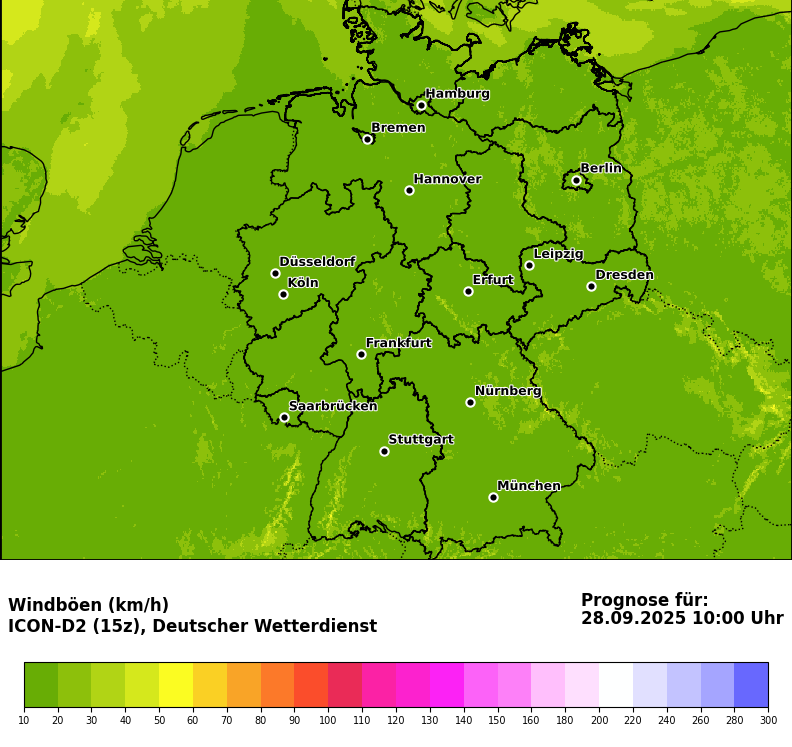 Hamburg
Bremen
Berlin
Hannover
Leipzig
Düsseldorf
Dresden
Köln
Erfurt
Frankfurt
Nürnberg
Saarbrücken
Stuttgart
München
Windböen (km/h)
ICON-D2 (15z), Deutscher Wetterdienst
Prognose für:
28.09.2025 10:00 Uhr
10 20 30 40 50 60 70 80 90 100 110 120 130 140 150 160 180 200 220 240 260 280 300